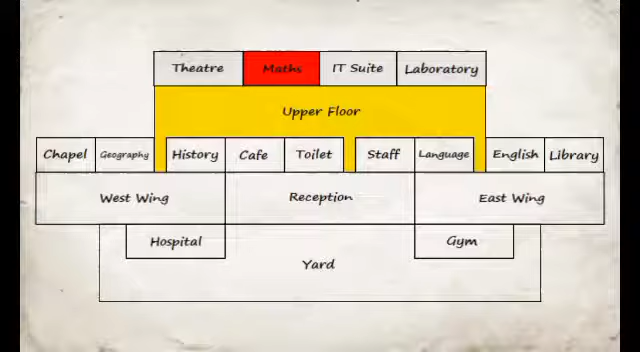 Theatre Maths IT Suite Laboratory
Upper Floor
Chapel Geography History Cafe Toilet Staff Language English Library
West Wing Reception East Wing
Hospital Gym
Yard